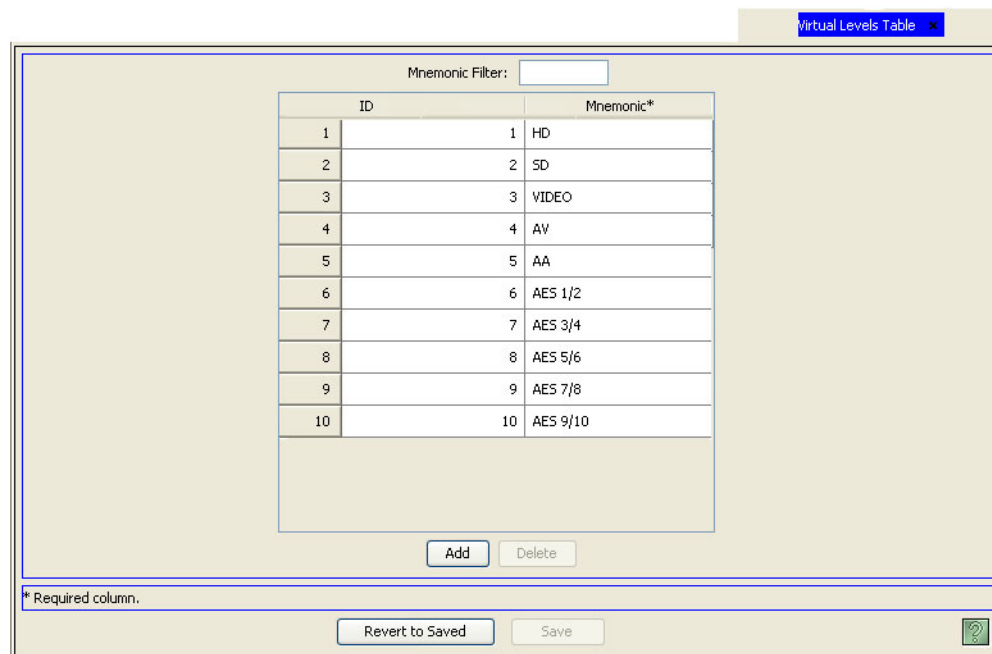 Virtual Levels Table ×
Mnemonic Filter:
ID Mnemonic*
1 1 HD
2 2 SD
3 3 VIDEO
4 4 AV
5 5 AA
6 6 AES 1/2
7 7 AES 3/4
8 8 AES 5/6
9 9 AES 7/8
10 10 AES 9/10
Add Delete
* Required column.
Revert to Saved Save ?